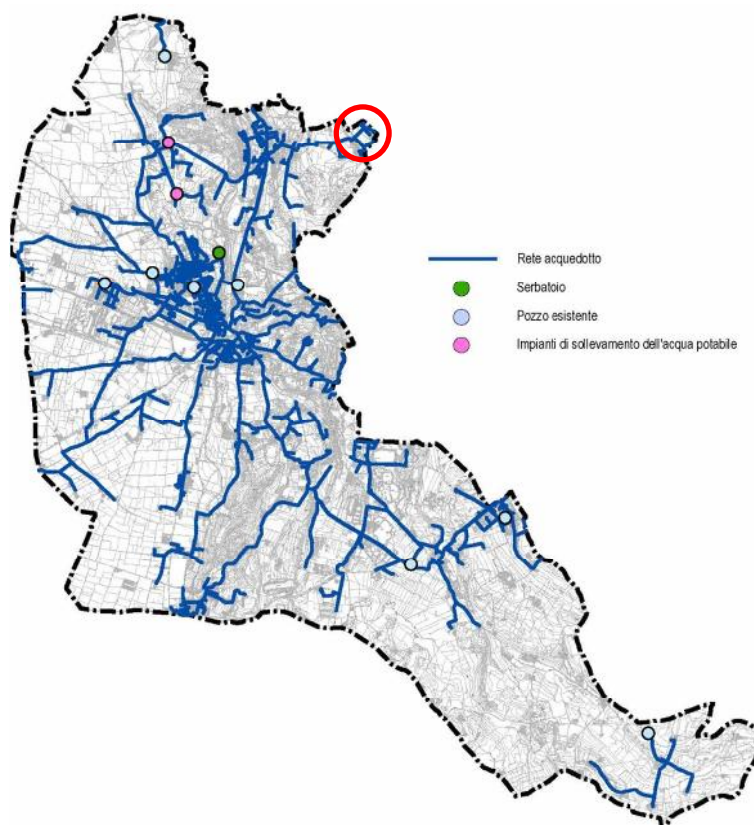 Rete acquedotto
Serbatoio
Pozzo esistente
Impianti di sollevamento dell'acqua potabile